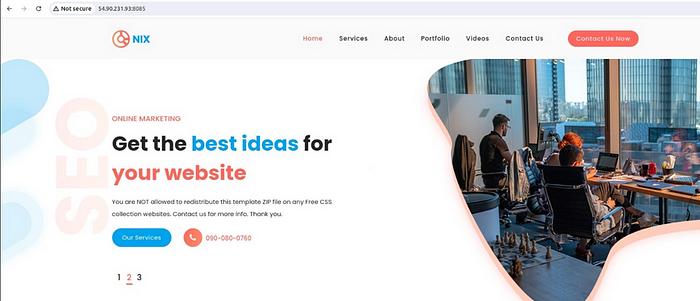 Not secure 54.90.231.93:8085
NIX
Home Services About Portfolio Videos Contact Us Contact Us Now
SEO
ONLINE MARKETING
Get the best ideas for
your website
You are NOT allowed to redistribute this template ZIP file on any Free CSS
collection websites. Contact us for more info. Thank you.
Our Services 090-080-0760
1 2 3